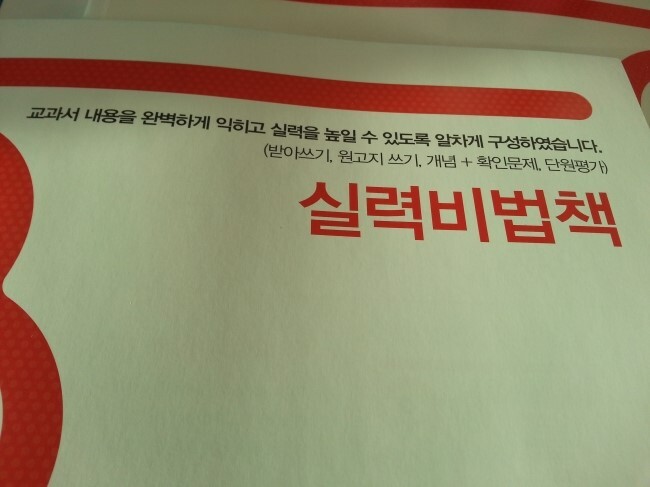 교과서 내용을 완벽하게 익히고 실력을 높일 수 있도록 알차게 구성하였습니다.
(받아쓰기, 원고지 쓰기, 개념 + 확인문제, 단원평가)
실력비법책